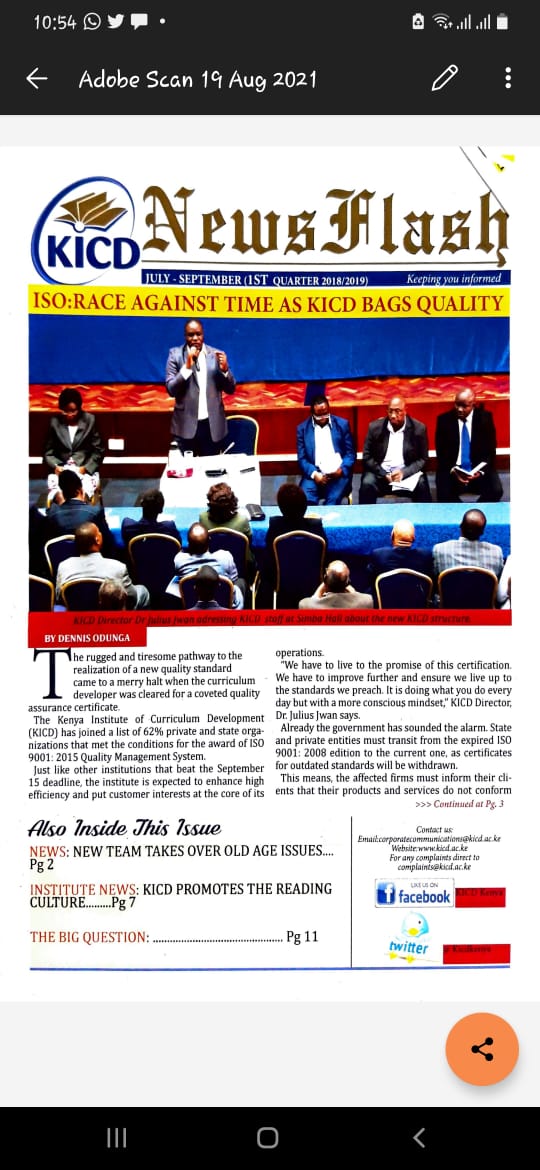 10:54
Adobe Scan 19 Aug 2021
KICD
NewsFlash
JULY - SEPTEMBER (1ST QUARTER 2018/2019)
Keeping you informed
ISO:RACE AGAINST TIME AS KICD BAGS QUALITY
KICD Director Dr Julius Jwan adressing KICD staff at Simba Hall about the new KICD structure.
BY DENNIS ODUNGA
The rugged and tiresome pathway to the
realization of a new quality standard
came to a merry halt when the curriculum
developer was cleared for a coveted quality
assurance certificate.
The Kenya Institute of Curriculum Development
(KICD) has joined a list of 62% private and state orga-
nizations that met the conditions for the award of ISO
9001: 2015 Quality Management System.
Just like other institutions that beat the September
15 deadline, the institute is expected to enhance high
efficiency and put customer interests at the core of its
operations.
"We have to live to the promise of this certification.
We have to improve further and ensure we live up to
the standards we preach. It is doing what you do every
day but with a more conscious mindset," KICD Director,
Dr. Julius Jwan says.
Already the government has sounded the alarm. State
and private entities must transit from the expired ISO
9001: 2008 edition to the current one, as certificates
for outdated standards will be withdrawn.
This means, the affected firms must inform their cli-
ents that their products and services do not conform
>>> Continued at Pg. 3
Also Inside This Issue
NEWS: NEW TEAM TAKES OVER OLD AGE ISSUES....
Pg 2
INSTITUTE NEWS: KICD PROMOTES THE READING
CULTURE.........Pg 7
THE BIG QUESTION: ................................................ Pg 11
Contact us:
Email:corporatecommunications@kicd.ac.ke
Website:www.kicd.ac.ke
For any complaints direct to
complaints@kicd.ac.ke
LIKE US ON
facebook
KICD Kenya
twitter